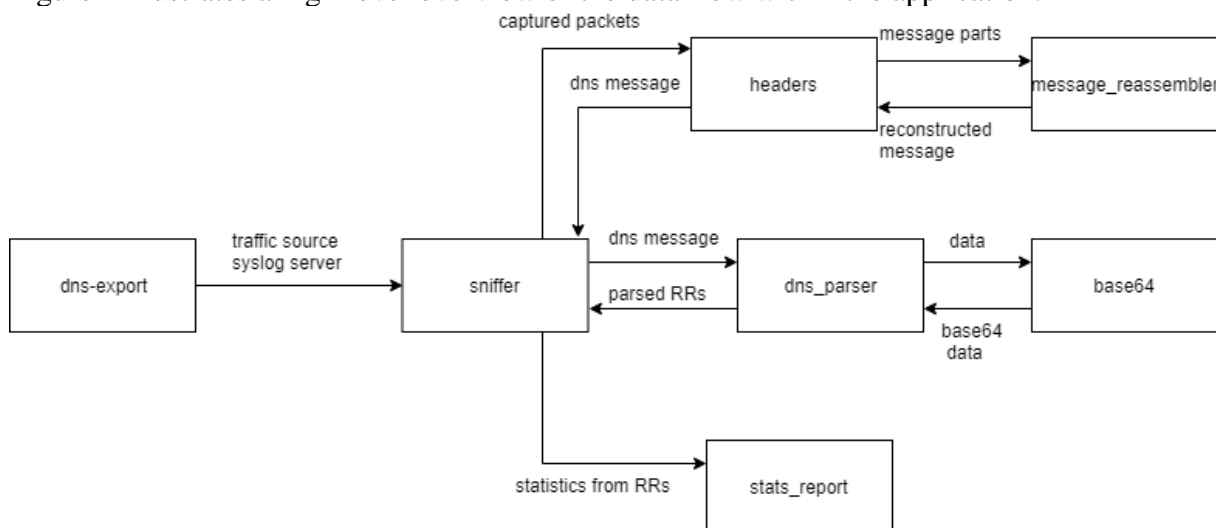 captured packets
message parts
dns message
headers
message_reassembler
reconstructed
message
traffic source
syslog server
dns message
data
dns-export
sniffer
dns_parser
base64
parsed RRs
base64
data
statistics from RRs
stats_report